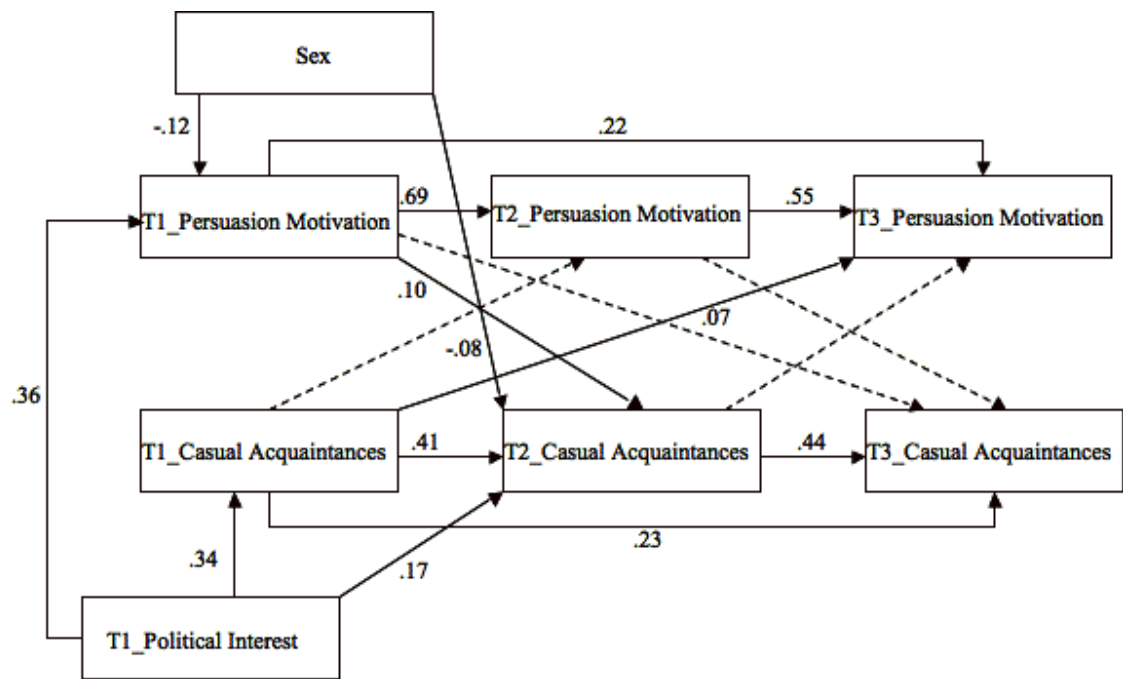 Sex
-.12
.22
T1_Persuasion Motivation
.69
T2_Persuasion Motivation
.55
T3_Persuasion Motivation
.10
.07
-.08
.36
T1_Casual Acquaintances
.41
T2_Casual Acquaintances
.44
T3_Casual Acquaintances
.23
.34
.17
T1_Political Interest